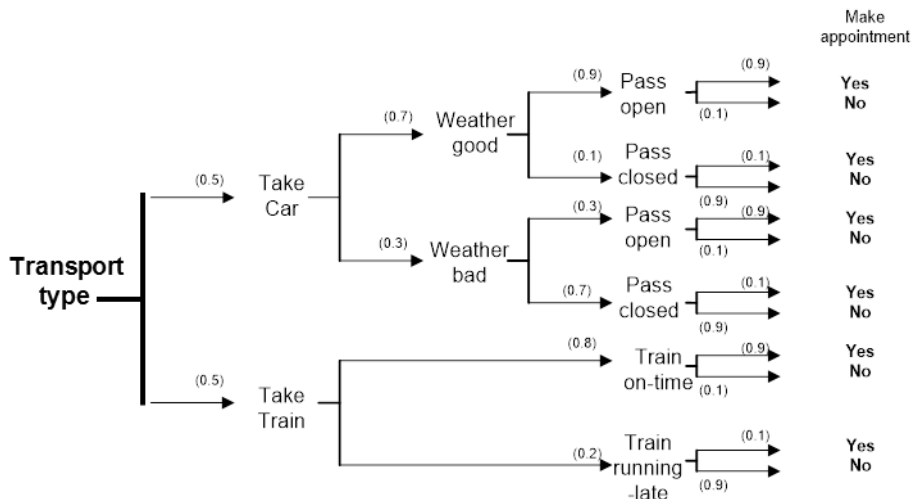 Make
appointment
(0.9)
(0.9)
Pass
open
Yes
No
(0.1)
(0.7)
Weather
good
(0.1)
Pass
closed
(0.1)
Yes
No
(0.5)
Take
Car
(0.9)
(0.3)
Pass
open
(0.9)
Yes
No
(0.1)
(0.3)
Weather
bad
Transport
type
(0.7)
Pass
closed
(0.1)
Yes
No
(0.9)
(0.8)
Train
on-time
(0.9)
Yes
No
(0.1)
(0.5)
Take
Train
(0.2)
Train
running
-late
(0.1)
Yes
No
(0.9)